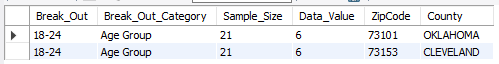 Break_Out Break_Out_Category Sample_Size Data_Value ZipCode County
18-24 Age Group 21 6 73101 OKLAHOMA
18-24 Age Group 21 6 73153 CLEVELAND